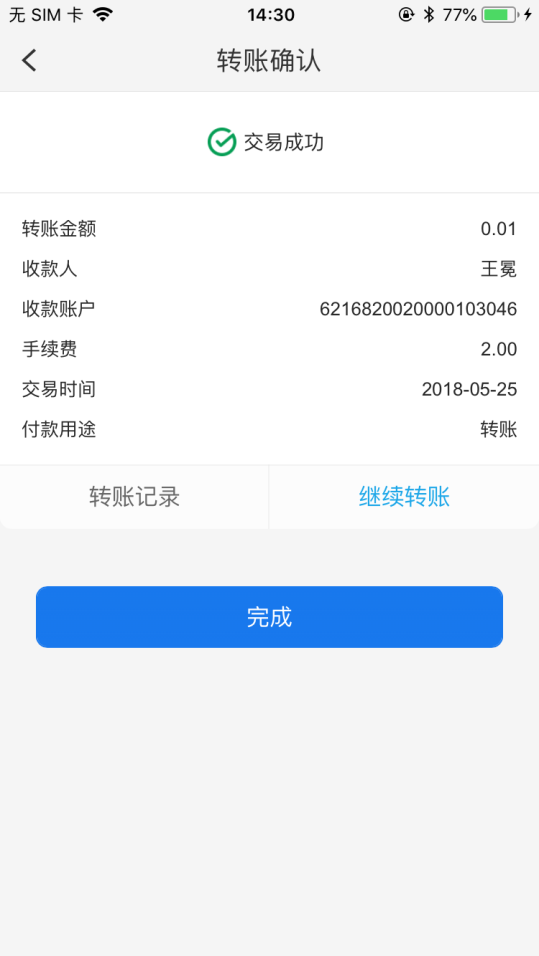 无 SIM 卡 14:30 77%
转账确认
交易成功
转账金额 0.01
收款人 王冕
收款账户 6216820020000103046
手续费 2.00
交易时间 2018-05-25
付款用途 转账
转账记录 继续转账
完成